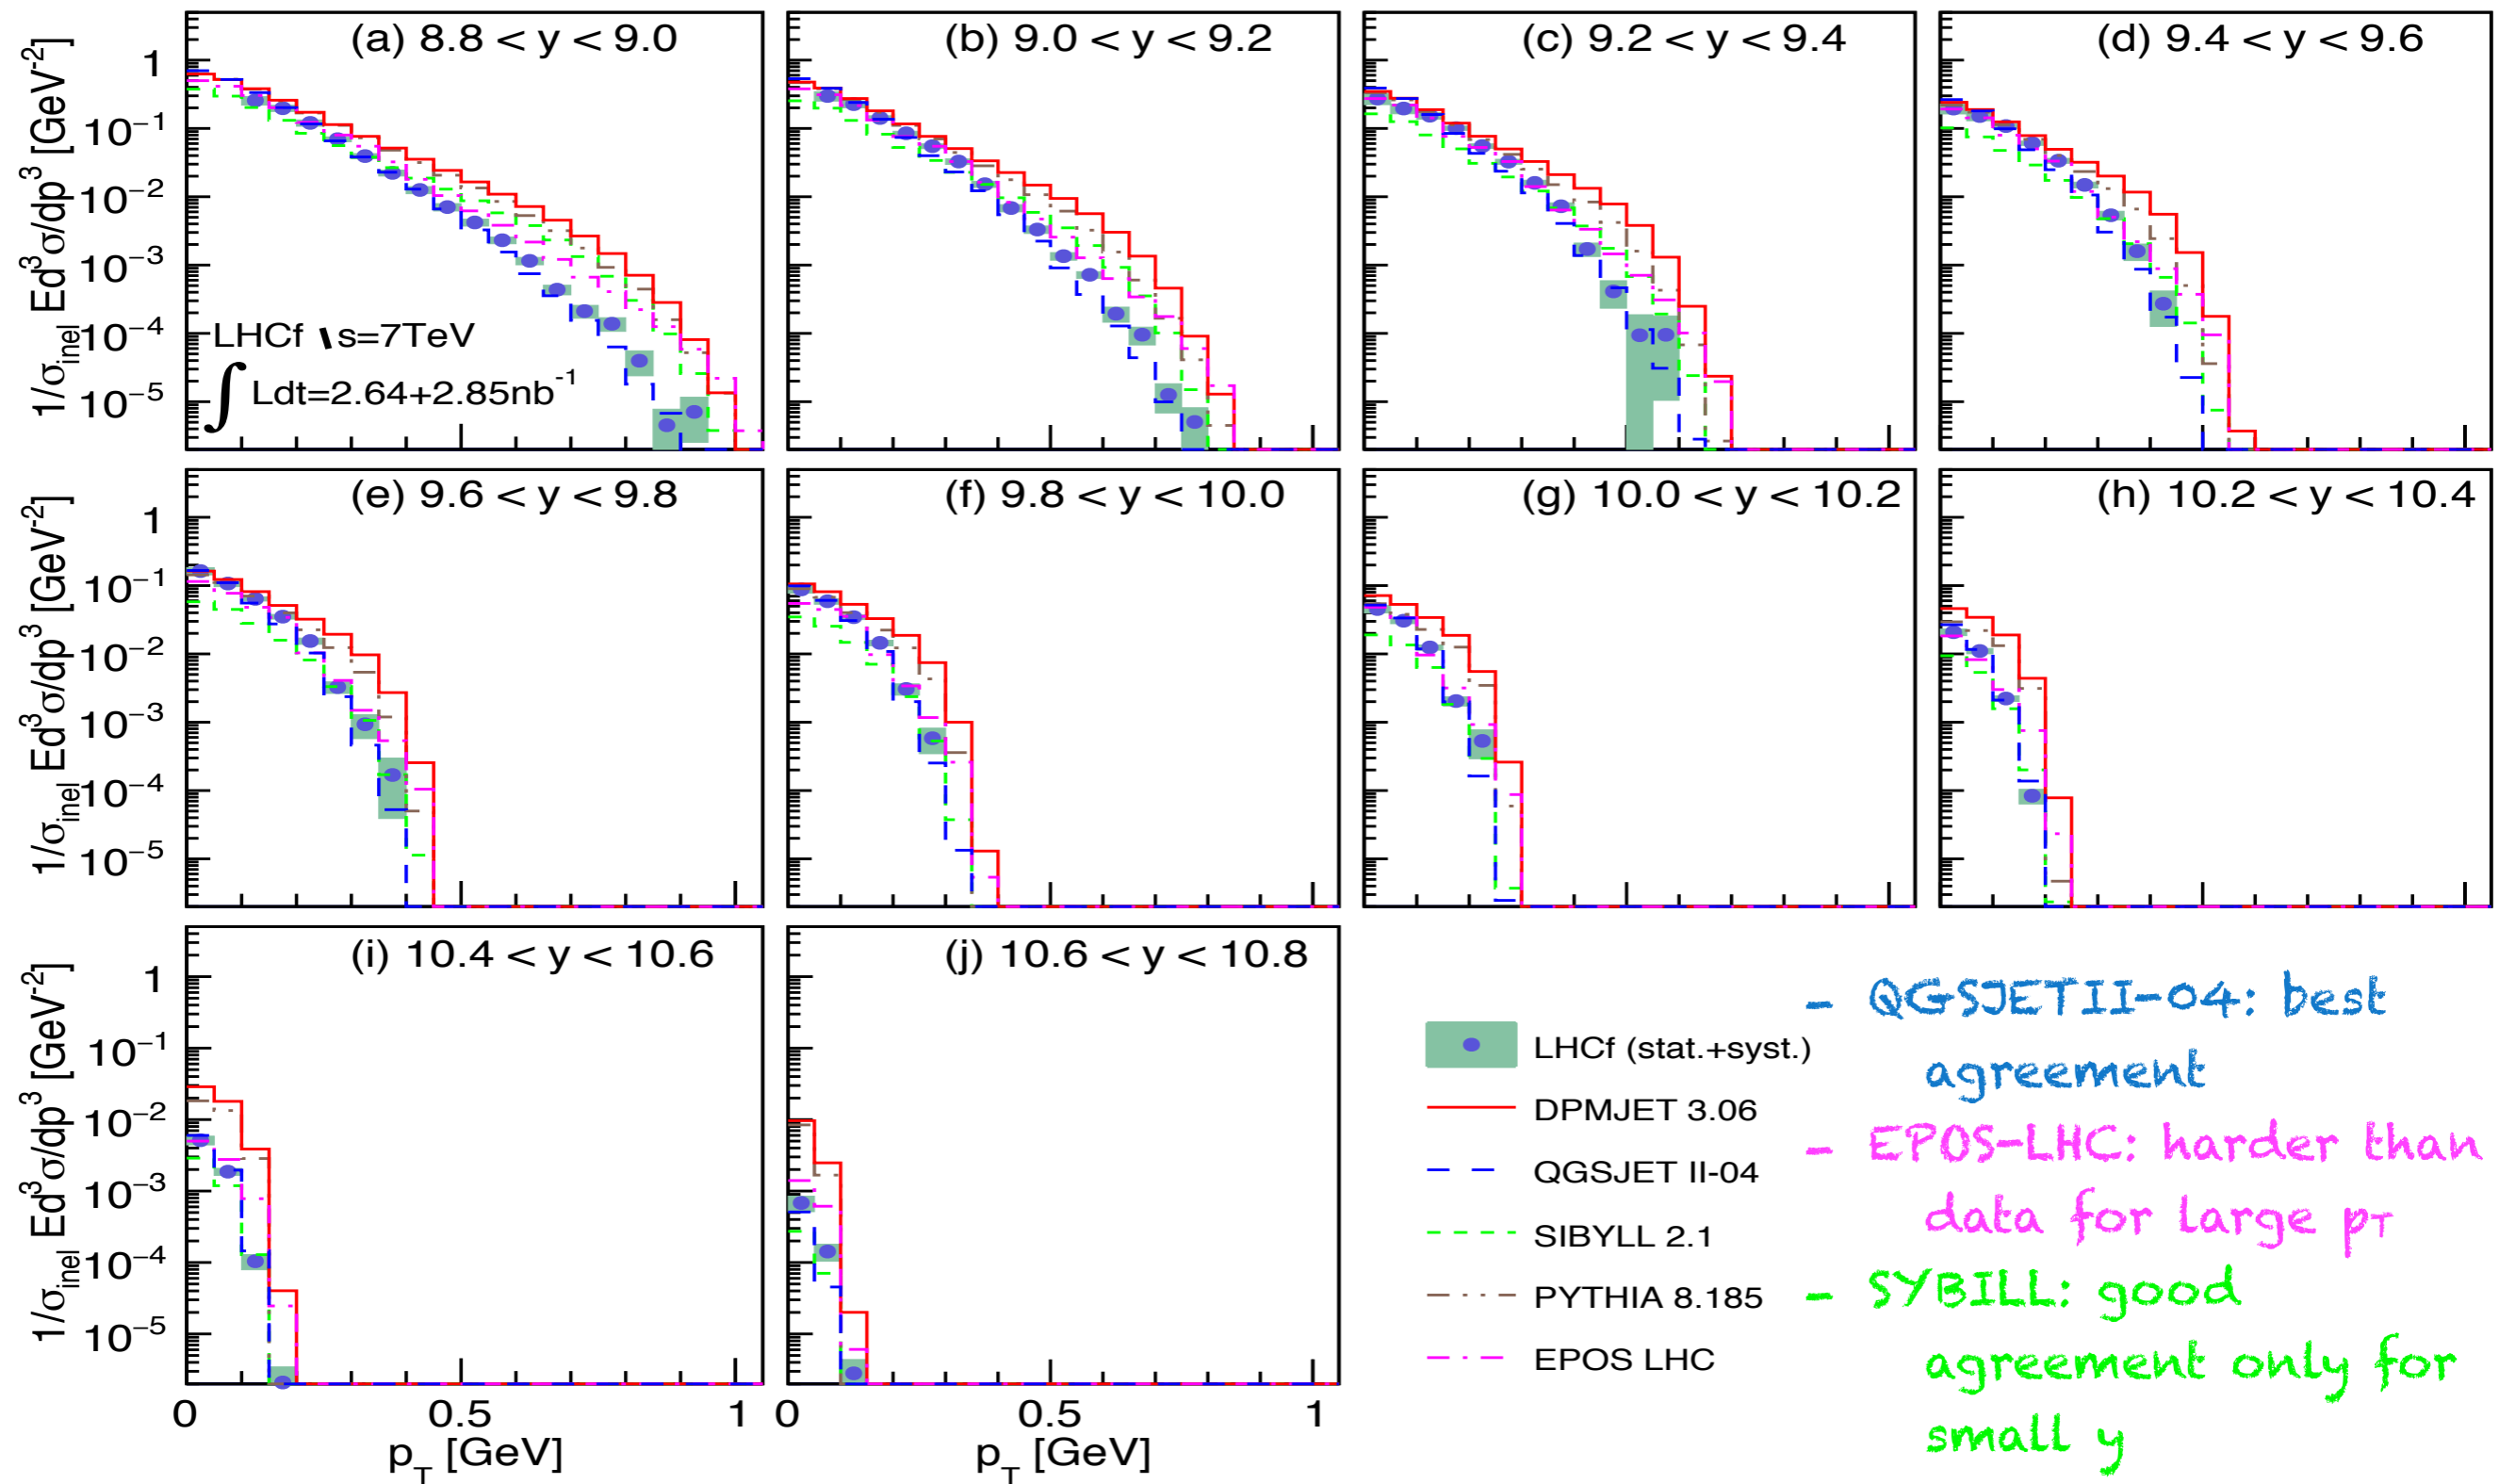 (a) 8.8 < y < 9.0
(b) 9.0 < y < 9.2
(c) 9.2 < y < 9.4
(d) 9.4 < y < 9.6
1/σ_inel Ed³σ/dp³ [GeV⁻²]
1
10⁻¹
10⁻²
10⁻³
10⁻⁴
10⁻⁵
LHCf √s=7TeV
∫ Ldt=2.64+2.85nb⁻¹
(e) 9.6 < y < 9.8
(f) 9.8 < y < 10.0
(g) 10.0 < y < 10.2
(h) 10.2 < y < 10.4
1/σ_inel Ed³σ/dp³ [GeV⁻²]
1
10⁻¹
10⁻²
10⁻³
10⁻⁴
10⁻⁵
(i) 10.4 < y < 10.6
(j) 10.6 < y < 10.8
1/σ_inel Ed³σ/dp³ [GeV⁻²]
1
10⁻¹
10⁻²
10⁻³
10⁻⁴
10⁻⁵
0 0.5 1
p_T [GeV]
0 0.5 1
p_T [GeV]
LHCf (stat.+syst.)
DPMJET 3.06
QGSJET II-04
SIBYLL 2.1
PYTHIA 8.185
EPOS LHC
- QGSJETII-04: best
agreement
- EPOS-LHC: harder than
data for large p_T
- SYBILL: good
agreement only for
small y